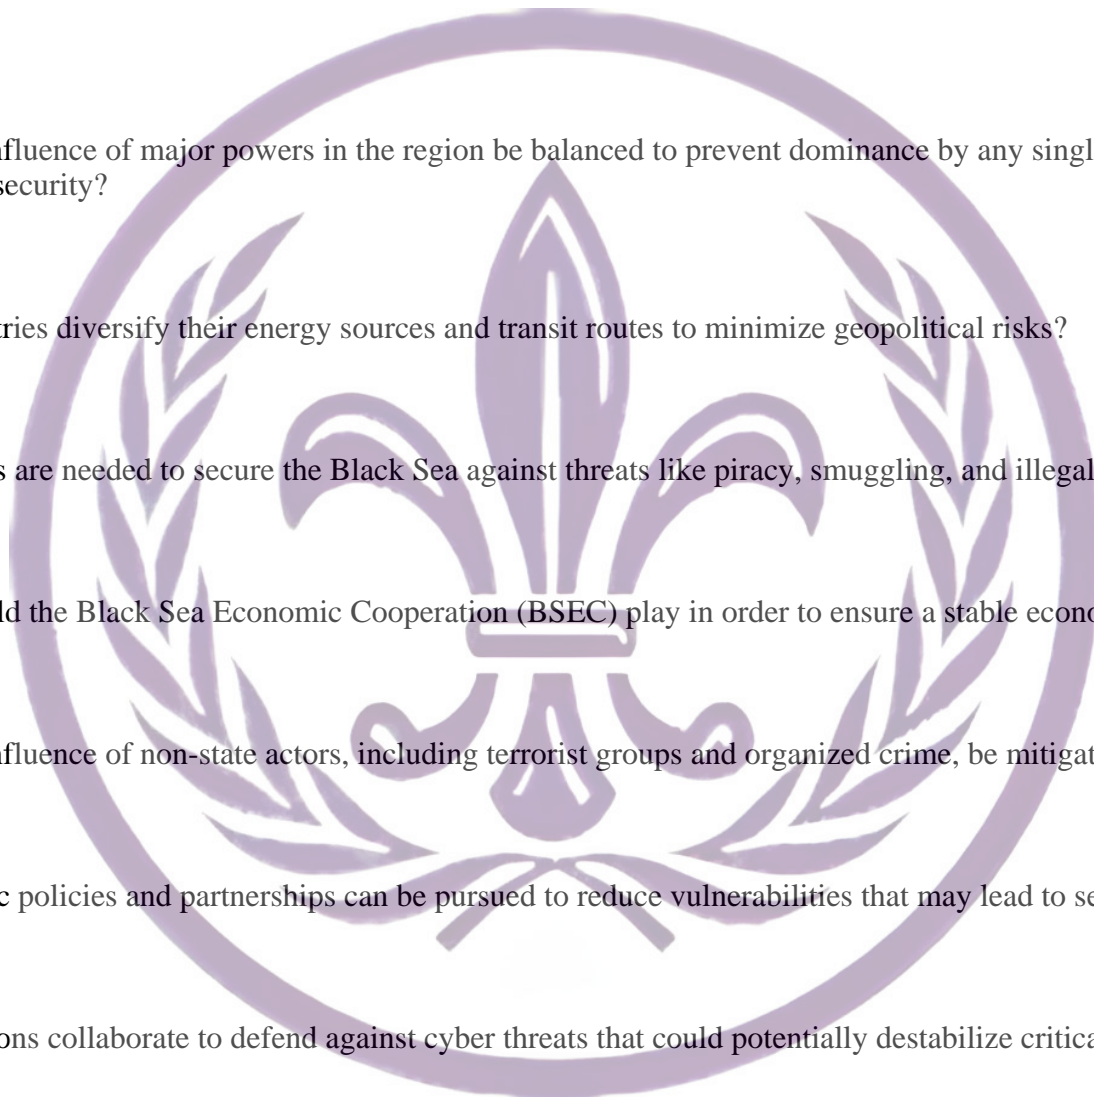 fluence of major powers in the region be balanced to prevent dominance by any singl
security?
tries diversify their energy sources and transit routes to minimize geopolitical risks?
s are needed to secure the Black Sea against threats like piracy, smuggling, and illegal
ld the Black Sea Economic Cooperation (BSEC) play in order to ensure a stable econo
fluence of non-state actors, including terrorist groups and organized crime, be mitigat
c policies and partnerships can be pursued to reduce vulnerabilities that may lead to se
ons collaborate to defend against cyber threats that could potentially destabilize critica